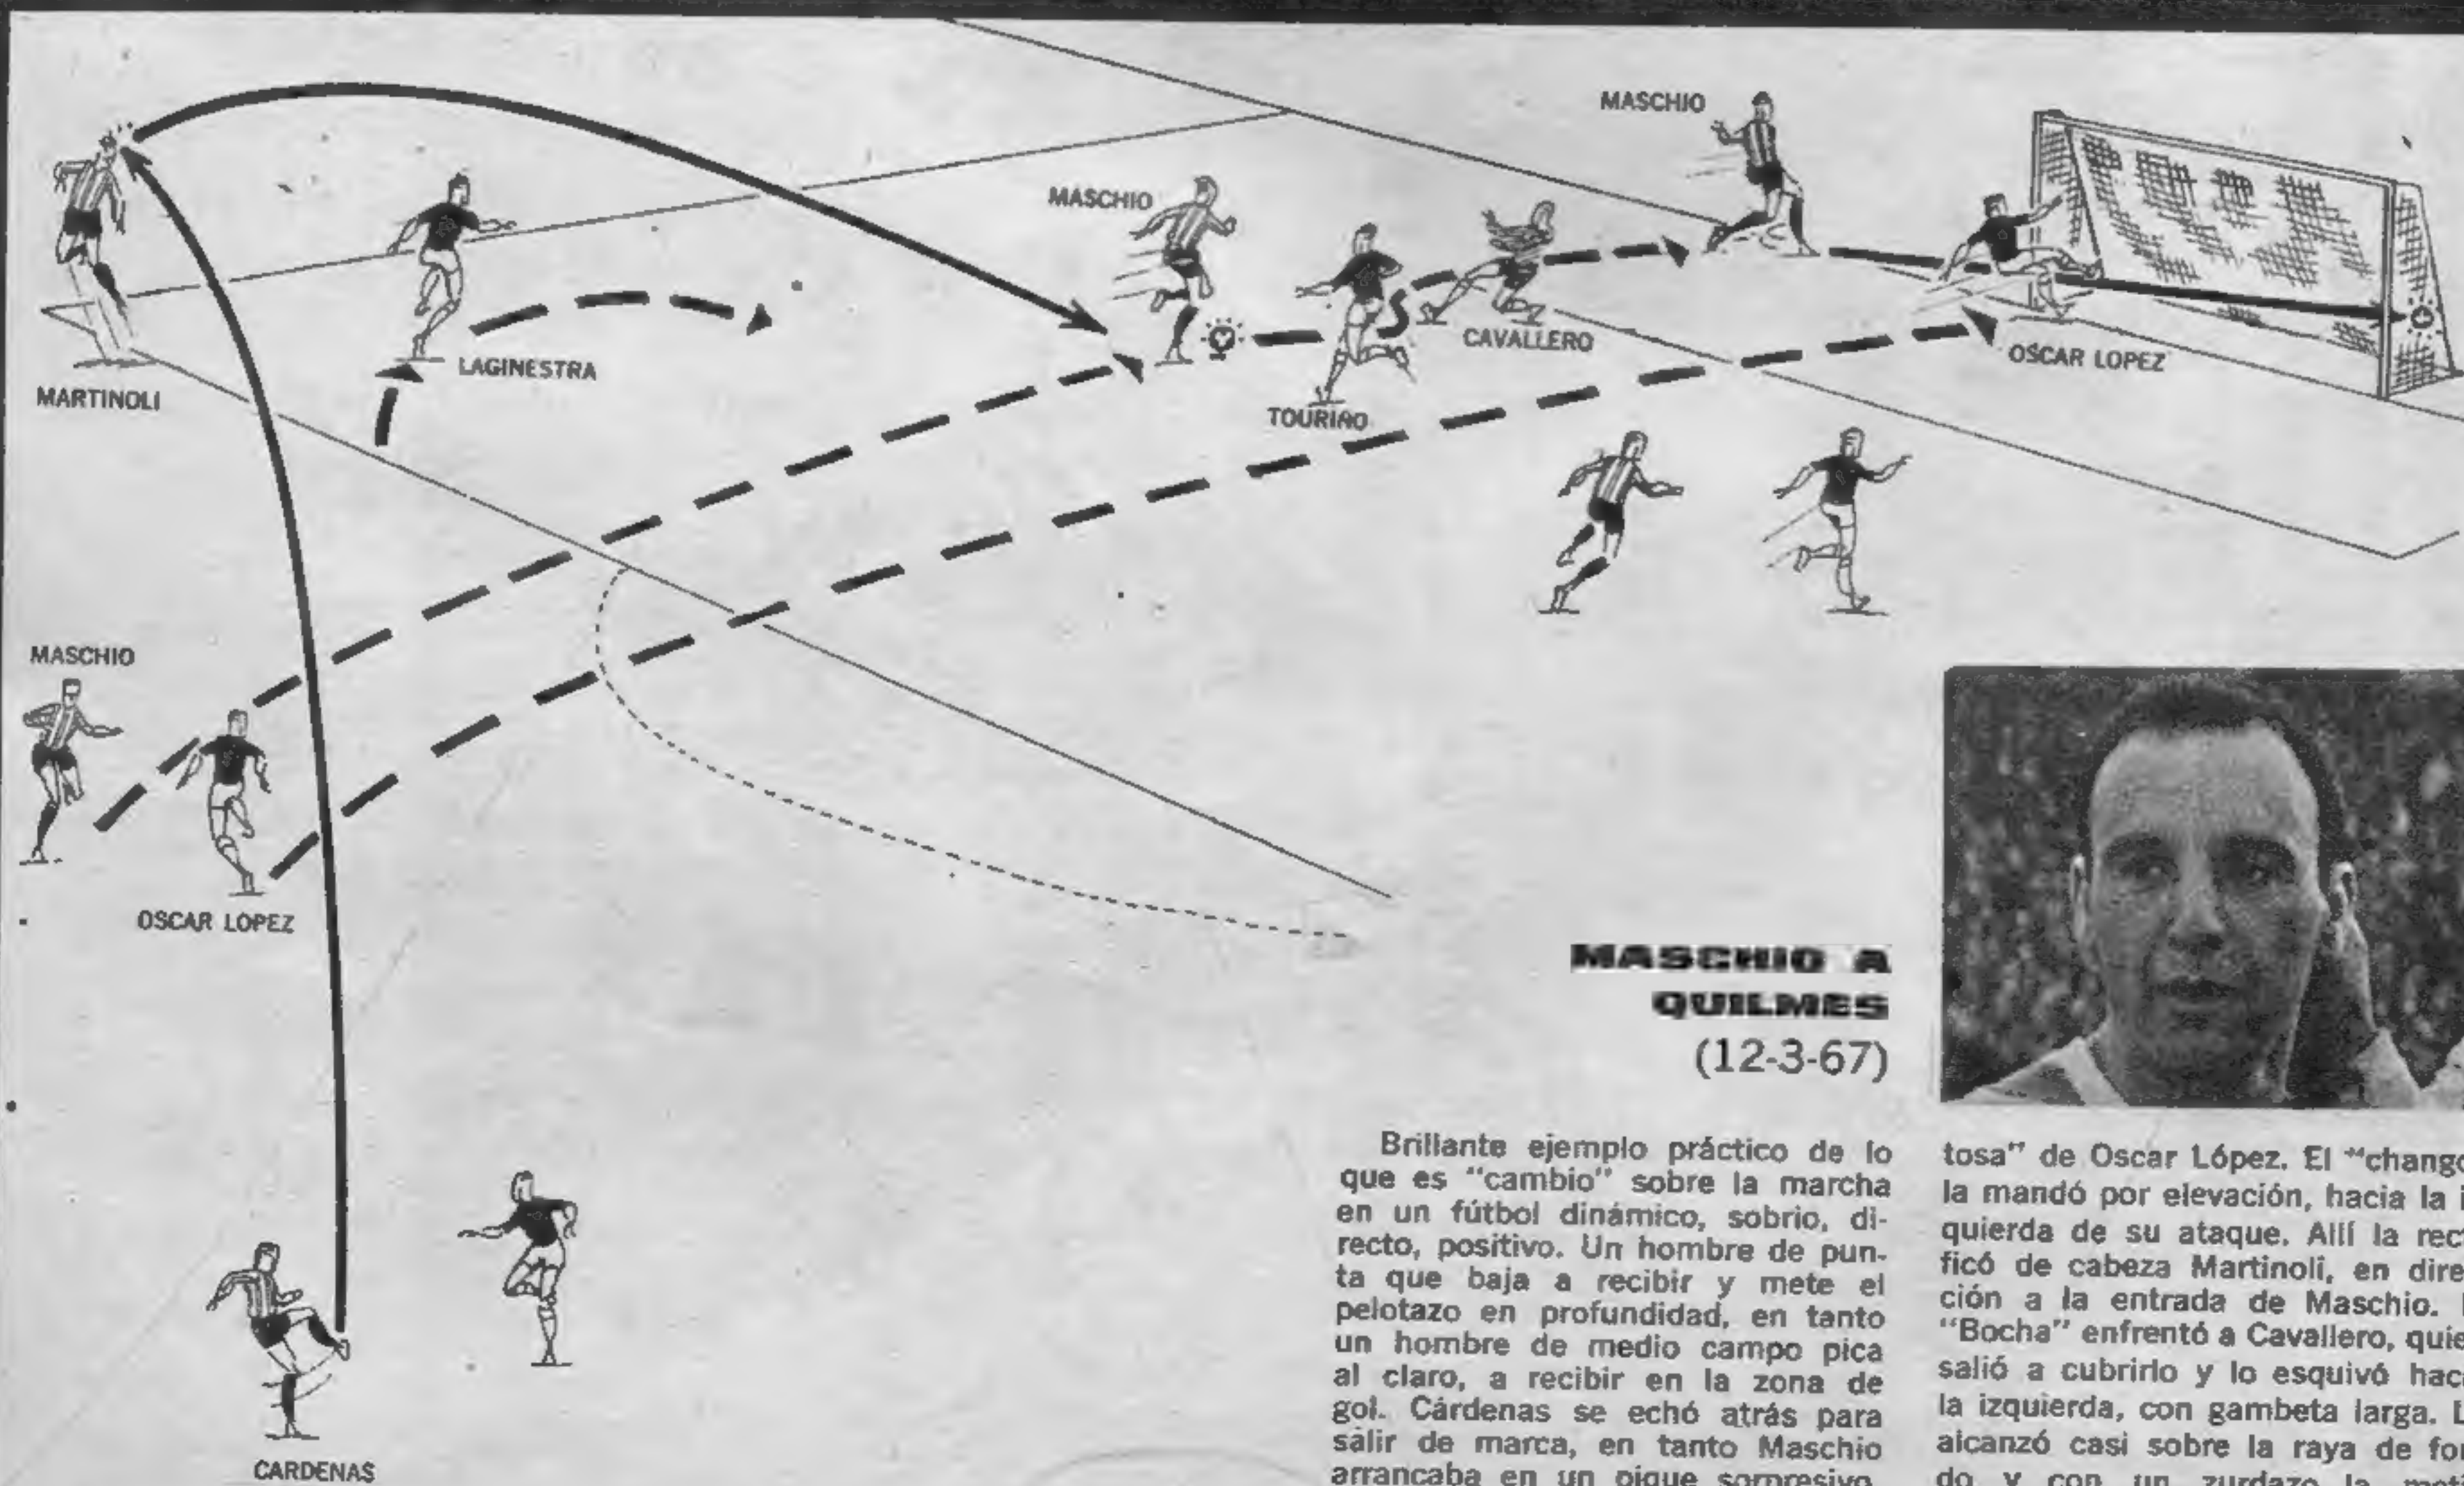 MASCHIO
MASCHIO
MARTINOLI
LAGINESTRA
CAVALLERO
OSCAR LOPEZ
TOURIÑO
MASCHIO
OSCAR LOPEZ
CARDENAS
MASCHIO A
QUILMES
(12-3-67)
Brillante ejemplo práctico de lo
que es "cambio" sobre la marcha
en un fútbol dinámico, sobrio, di-
recto, positivo. Un hombre de pun-
ta que baja a recibir y mete el
pelotazo en profundidad, en tanto
un hombre de medio campo pica
al claro, a recibir en la zona de
gol. Cárdenas se echó atrás para
salir de marca, en tanto Maschio
arrancaba en un pique sorpresivo,
tosa" de Oscar López. El "chango
la mandó por elevación, hacia la
quierda de su ataque. Allí la rect
ficó de cabeza Martinoli, en dire
ción a la entrada de Maschio.
"Bocha" enfrentó a Cavallero, quie
salió a cubrirlo y lo esquivó hac
la izquierda, con gambeta larga. L
alcanzó casi sobre la raya de fo
do y con un zurdazo la